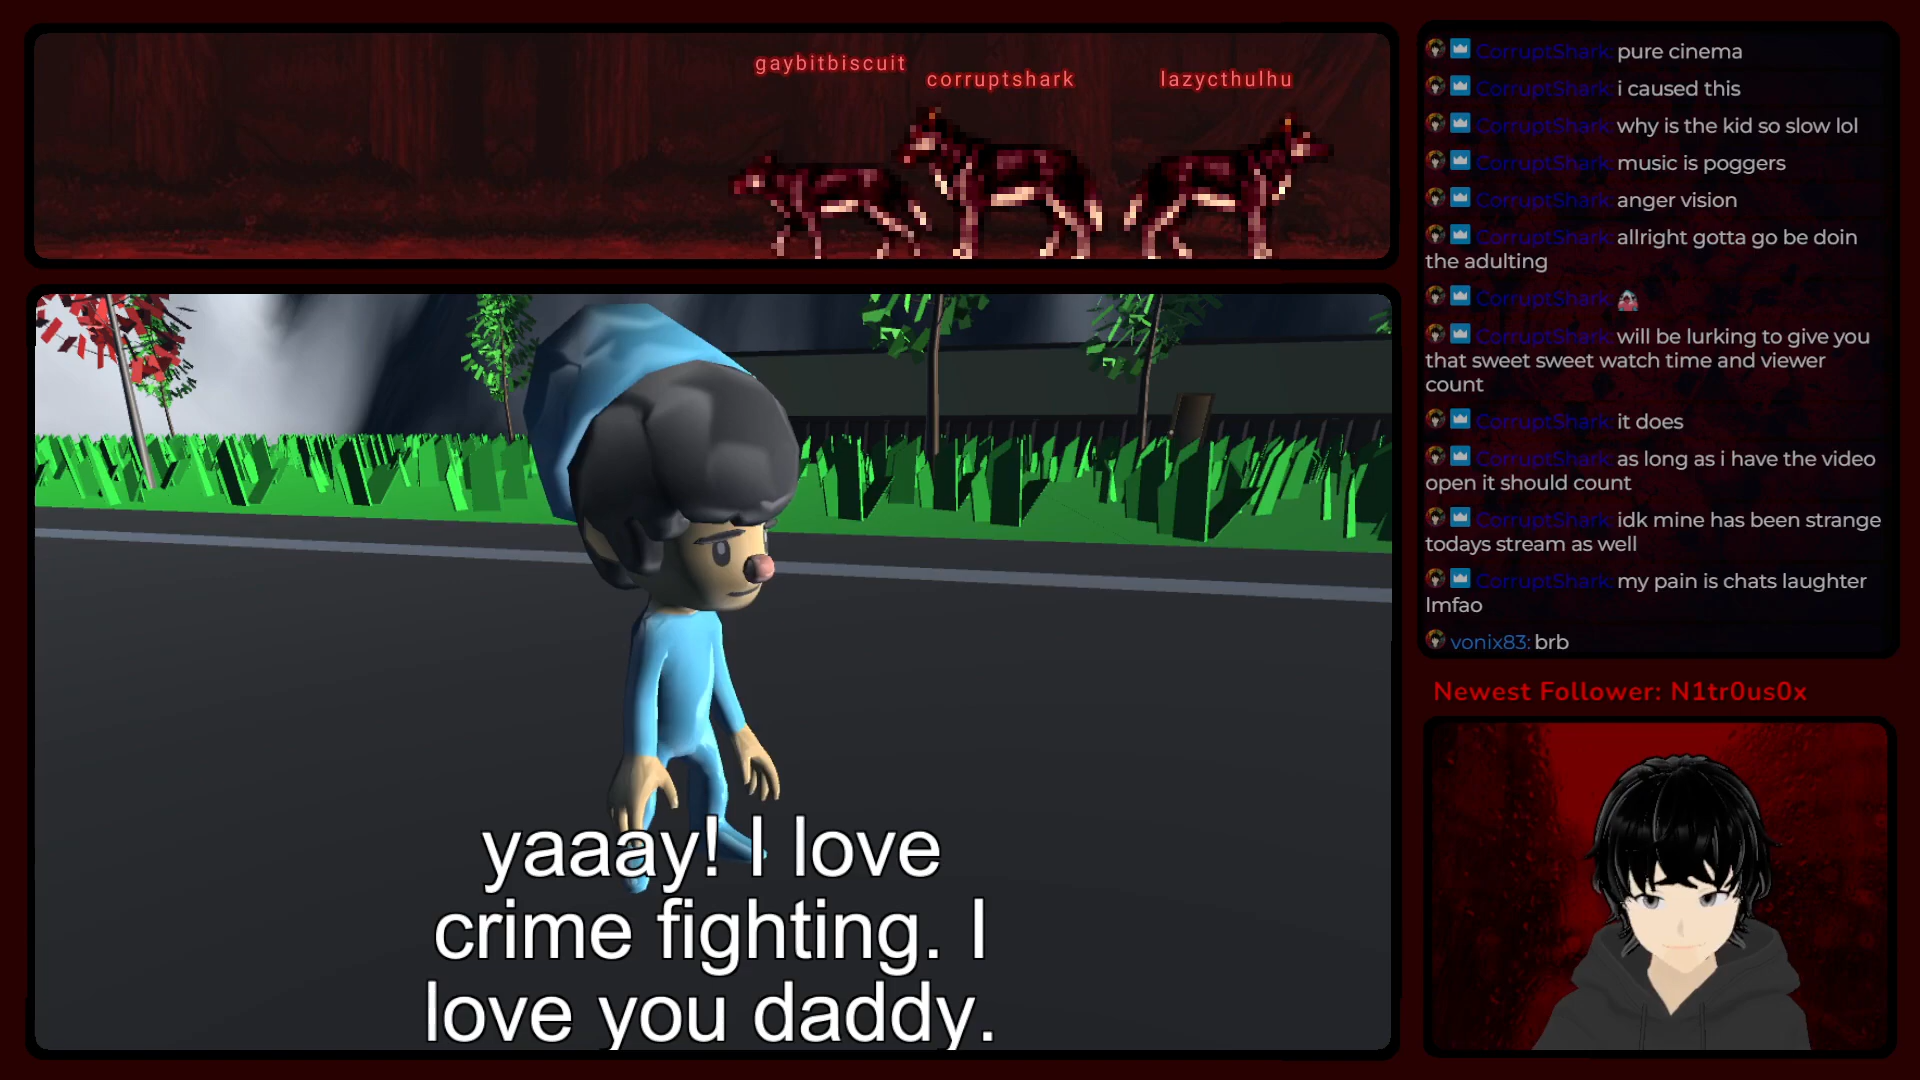 gaybitbiscuit
corruptshark
lazycthulhu
CorruptShark: pure cinema
CorruptShark: i caused this
CorruptShark: why is the kid so slow lol
CorruptShark: music is poggers
CorruptShark: anger vision
CorruptShark: allright gotta go be doin
the adulting
CorruptShark:
CorruptShark: will be lurking to give you
that sweet sweet watch time and viewer
count
CorruptShark: it does
CorruptShark: as long as i have the video
open it should count
CorruptShark: idk mine has been strange
todays stream as well
CorruptShark: my pain is chats laughter
lmfao
vonix83: brb
Newest Follower: N1tr0us0x
yaaay! I love
crime fighting. I
love you daddy.